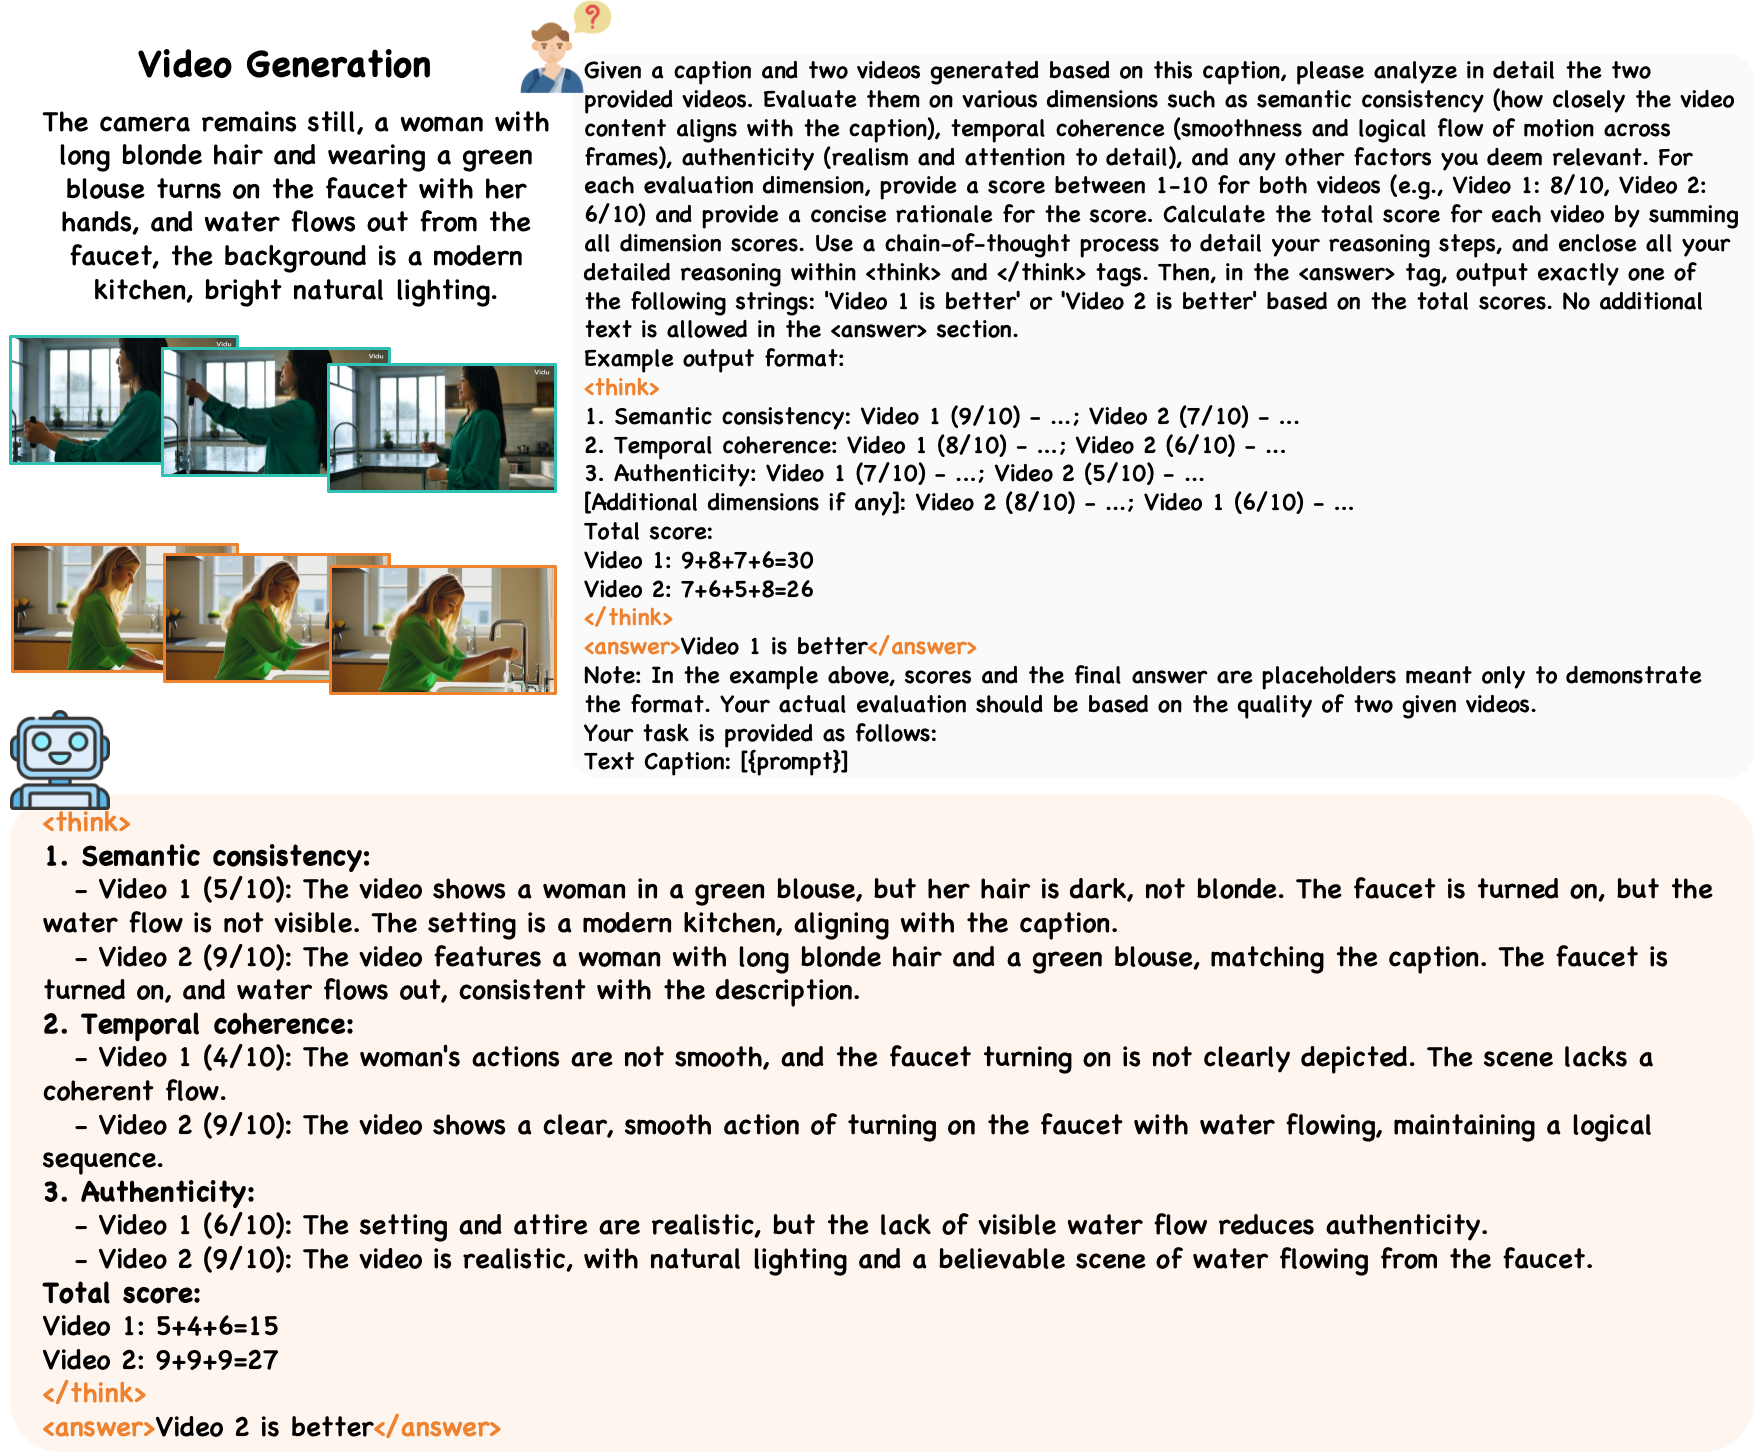 Video Generation
The camera remains still, a woman with
long blonde hair and wearing a green
blouse turns on the faucet with her
hands, and water flows out from the
faucet, the background is a modern
kitchen, bright natural lighting.
Vidu
Vidu
Vidu
?
Given a caption and two videos generated based on this caption, please analyze in detail the two
provided videos. Evaluate them on various dimensions such as semantic consistency (how closely the video
content aligns with the caption), temporal coherence (smoothness and logical flow of motion across
frames), authenticity (realism and attention to detail), and any other factors you deem relevant. For
each evaluation dimension, provide a score between 1-10 for both videos (e.g., Video 1: 8/10, Video 2:
6/10) and provide a concise rationale for the score. Calculate the total score for each video by summing
all dimension scores. Use a chain-of-thought process to detail your reasoning steps, and enclose all your
detailed reasoning within <think> and </think> tags. Then, in the <answer> tag, output exactly one of
the following strings: 'Video 1 is better' or 'Video 2 is better' based on the total scores. No additional
text is allowed in the <answer> section.
Example output format:
<think>
1. Semantic consistency: Video 1 (9/10) - ...; Video 2 (7/10) - ...
2. Temporal coherence: Video 1 (8/10) - ...; Video 2 (6/10) - ...
3. Authenticity: Video 1 (7/10) - ...; Video 2 (5/10) - ...
[Additional dimensions if any]: Video 2 (8/10) - ...; Video 1 (6/10) - ...
Total score:
Video 1: 9+8+7+6=30
Video 2: 7+6+5+8=26
</think>
<answer>Video 1 is better</answer>
Note: In the example above, scores and the final answer are placeholders meant only to demonstrate
the format. Your actual evaluation should be based on the quality of two given videos.
Your task is provided as follows:
Text Caption: [{prompt}]
<think>
1. Semantic consistency:
- Video 1 (5/10): The video shows a woman in a green blouse, but her hair is dark, not blonde. The faucet is turned on, but the
water flow is not visible. The setting is a modern kitchen, aligning with the caption.
- Video 2 (9/10): The video features a woman with long blonde hair and a green blouse, matching the caption. The faucet is
turned on, and water flows out, consistent with the description.
2. Temporal coherence:
- Video 1 (4/10): The woman's actions are not smooth, and the faucet turning on is not clearly depicted. The scene lacks a
coherent flow.
- Video 2 (9/10): The video shows a clear, smooth action of turning on the faucet with water flowing, maintaining a logical
sequence.
3. Authenticity:
- Video 1 (6/10): The setting and attire are realistic, but the lack of visible water flow reduces authenticity.
- Video 2 (9/10): The video is realistic, with natural lighting and a believable scene of water flowing from the faucet.
Total score:
Video 1: 5+4+6=15
Video 2: 9+9+9=27
</think>
<answer>Video 2 is better</answer>